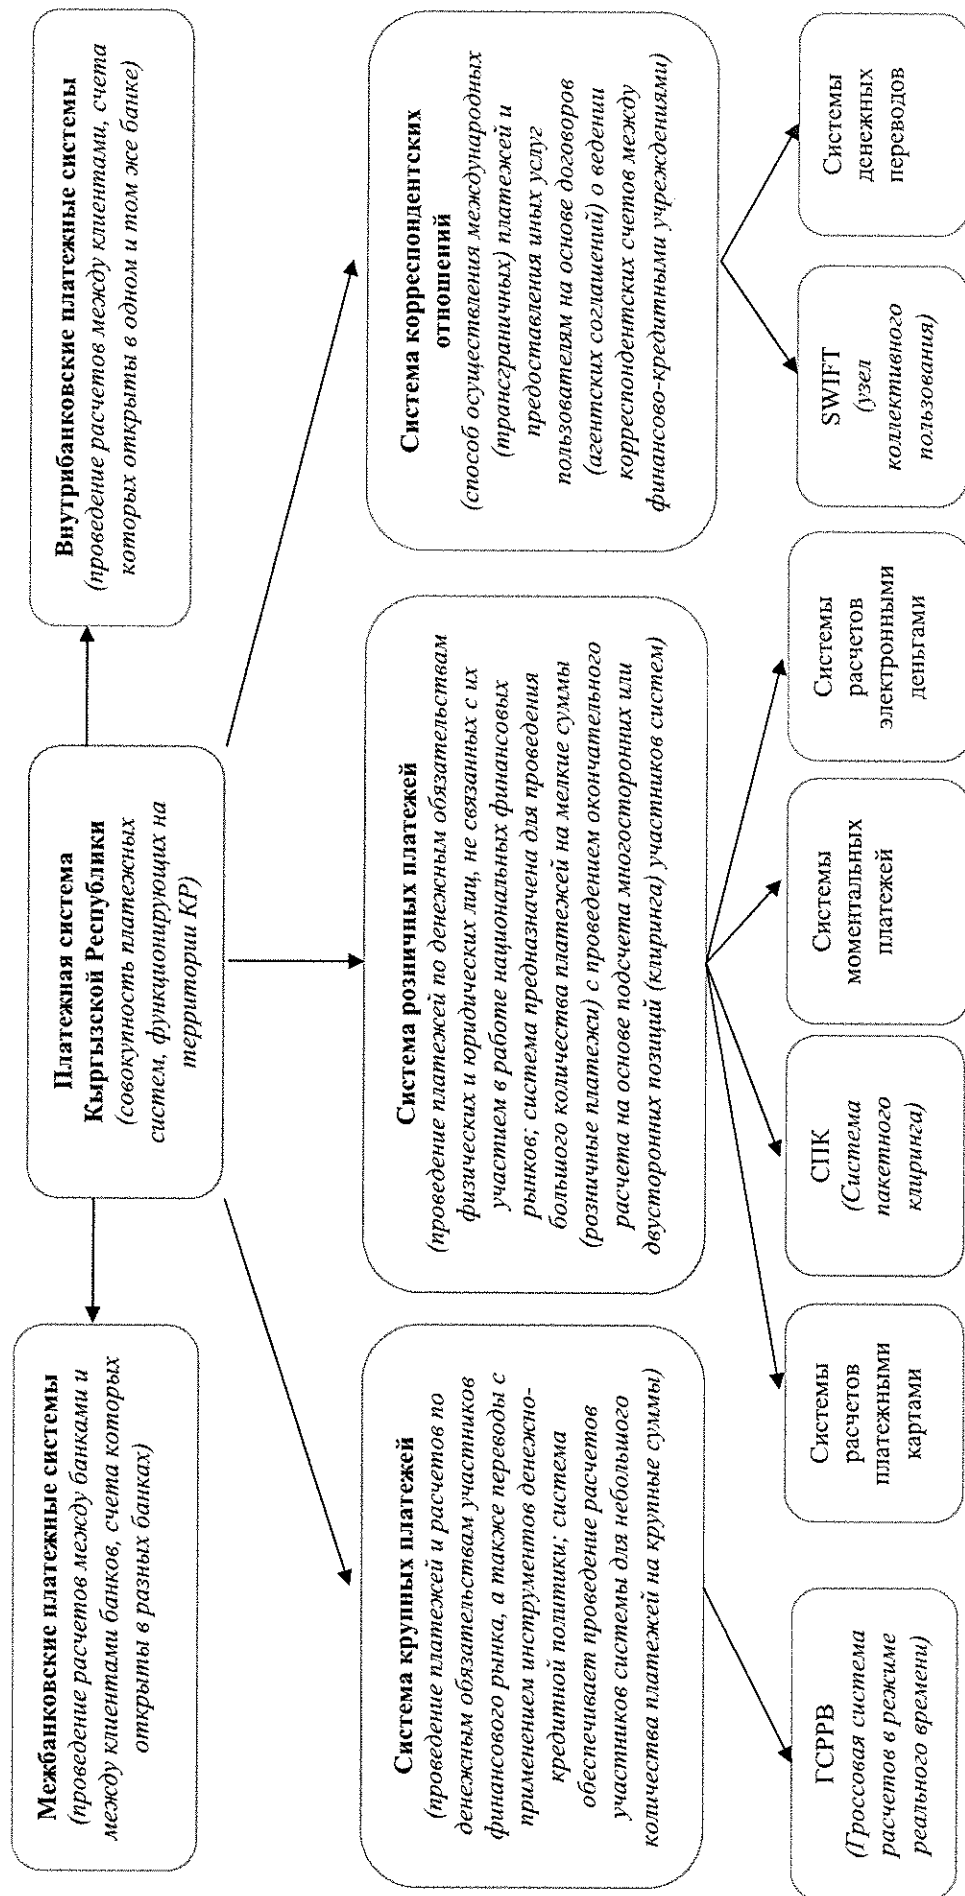 Межбанковские платежные системы
(проведение расчетов между банками и
между клиентами банков, счета которых
открыты в разных банках)
Платежная система
Кыргызской Республики
(совокупность платежных
систем, функционирующих на
территории КР)
Внутрибанковские платежные системы
(проведение расчетов между клиентами, счета
которых открыты в одном и том же банке)
Система крупных платежей
(проведение платежей и расчетов по
денежным обязательствам участников
финансового рынка, а также переводы с
применением инструментов денежно-
кредитной политики; система
обеспечивает проведение расчетов
участников системы для небольшого
количества платежей на крупные суммы)
Система розничных платежей
(проведение платежей по денежным обязательствам
физических и юридических лиц, не связанных с их
участием в работе национальных финансовых
рынков; система предназначена для проведения
большого количества платежей на мелкие суммы
(розничные платежи) с проведением окончательного
расчета на основе подсчета многосторонних или
двусторонних позиций (клиринга) участников систем)
Система корреспондентских
отношений
(способ осуществления международных
(трансграничных) платежей и
предоставления иных услуг
пользователям на основе договоров
(агентских соглашений) о ведении
корреспондентских счетов между
финансово-кредитными учреждениями)
ГСРРВ
(Гроссовая система
расчетов в режиме
реального времени)
Системы
расчетов
платежными
картами
СПК
(Система
пакетного
клиринга)
Системы
моментальных
платежей
Системы
расчетов
электронными
деньгами
SWIFT
(узел
коллективного
пользования)
Системы
денежных
переводов